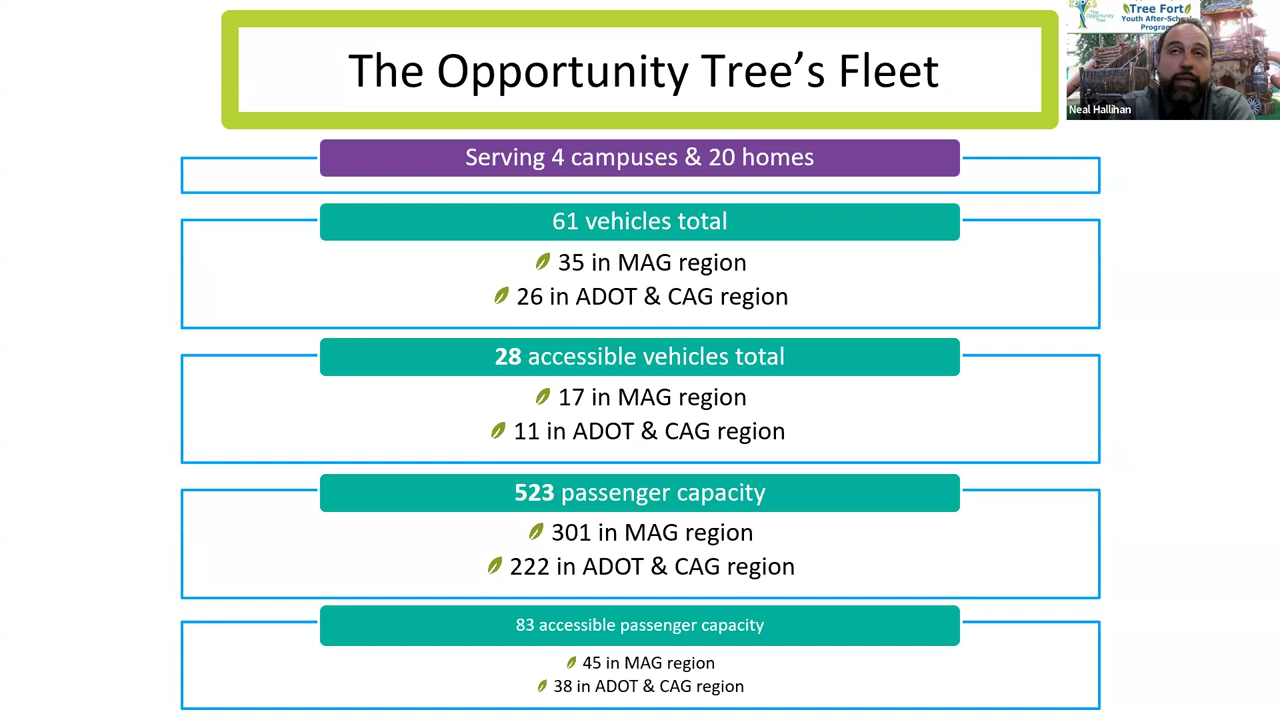 The Opportunity Tree’s Fleet
The Opportunity Tree
Tree Fort
Youth After-School
Program
Neal Hallihan
Serving 4 campuses & 20 homes
61 vehicles total
35 in MAG region
26 in ADOT & CAG region
28 accessible vehicles total
17 in MAG region
11 in ADOT & CAG region
523 passenger capacity
301 in MAG region
222 in ADOT & CAG region
83 accessible passenger capacity
45 in MAG region
38 in ADOT & CAG region